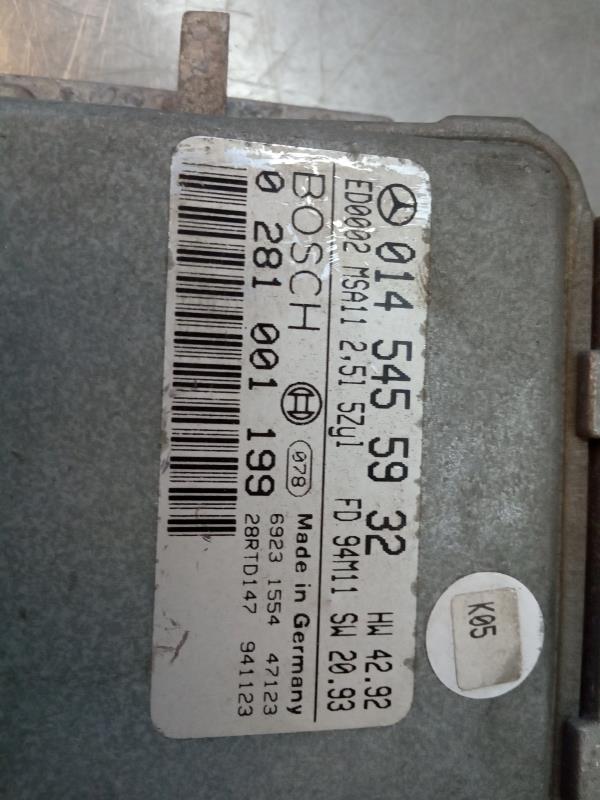 014 545 59 32 HW 42.92
ED0002 MSA11 2,5l 5Zyl FD 94M11 SW 20.93
BOSCH 078 Made in Germany
0 281 001 199 6923 1554 47123
28RTD147 941123
K05